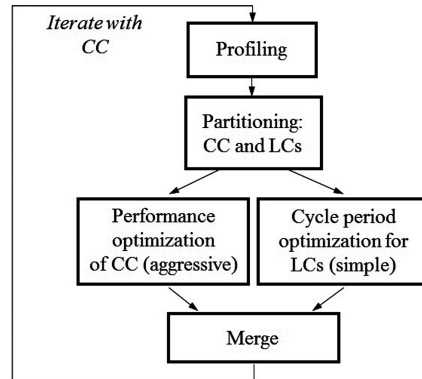 Iterate with
CC
Profiling
Partitioning:
CC and LCs
Performance
optimization
of CC (aggressive)
Cycle period
optimization for
LCs (simple)
Merge